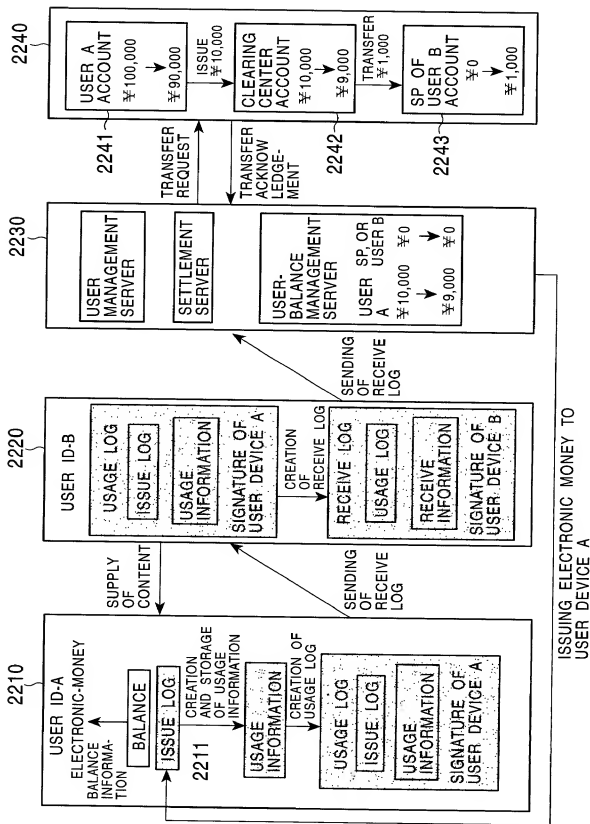 2240
USER A
ACCOUNT
¥100,000
¥90,000
2241
ISSUE
¥10,000
CLEARING
CENTER
ACCOUNT
¥10,000
¥9,000
2242
TRANSFER
¥1,000
SP OF
USER B
ACCOUNT
¥0
¥1,000
2243
TRANSFER
REQUEST
TRANSFER
ACKNOW
LEDGE-
MENT
2230
USER
MANAGEMENT
SERVER
SETTLEMENT
SERVER
USER-
BALANCE
MANAGEMENT
SERVER
USER SP, OR
A USER B
¥10,000 ¥0
¥9,000 ¥0
SENDING
OF RECEIVE
LOG
2220
USER ID-B
USAGE LOG
ISSUE LOG
USAGE
INFORMATION
SIGNATURE OF
USER DEVICE A
CREATION
OF
RECEIVE LOG
RECEIVE LOG
USAGE LOG
RECEIVE
INFORMATION
SIGNATURE OF
USER DEVICE B
SUPPLY
OF
CONTENT
SENDING
OF
RECEIVE
LOG
2210
USER ID-A
ELECTRONIC-MONEY
BALANCE
INFORMA-
TION
BALANCE
ISSUE LOG
2211
CREATION
AND STORAGE
OF USAGE
INFORMATION
USAGE
INFORMATION
CREATION OF
USAGE LOG
USAGE LOG
ISSUE LOG
USAGE
INFORMATION
SIGNATURE OF
USER DEVICE A
ISSUING ELECTRONIC MONEY TO
USER DEVICE A